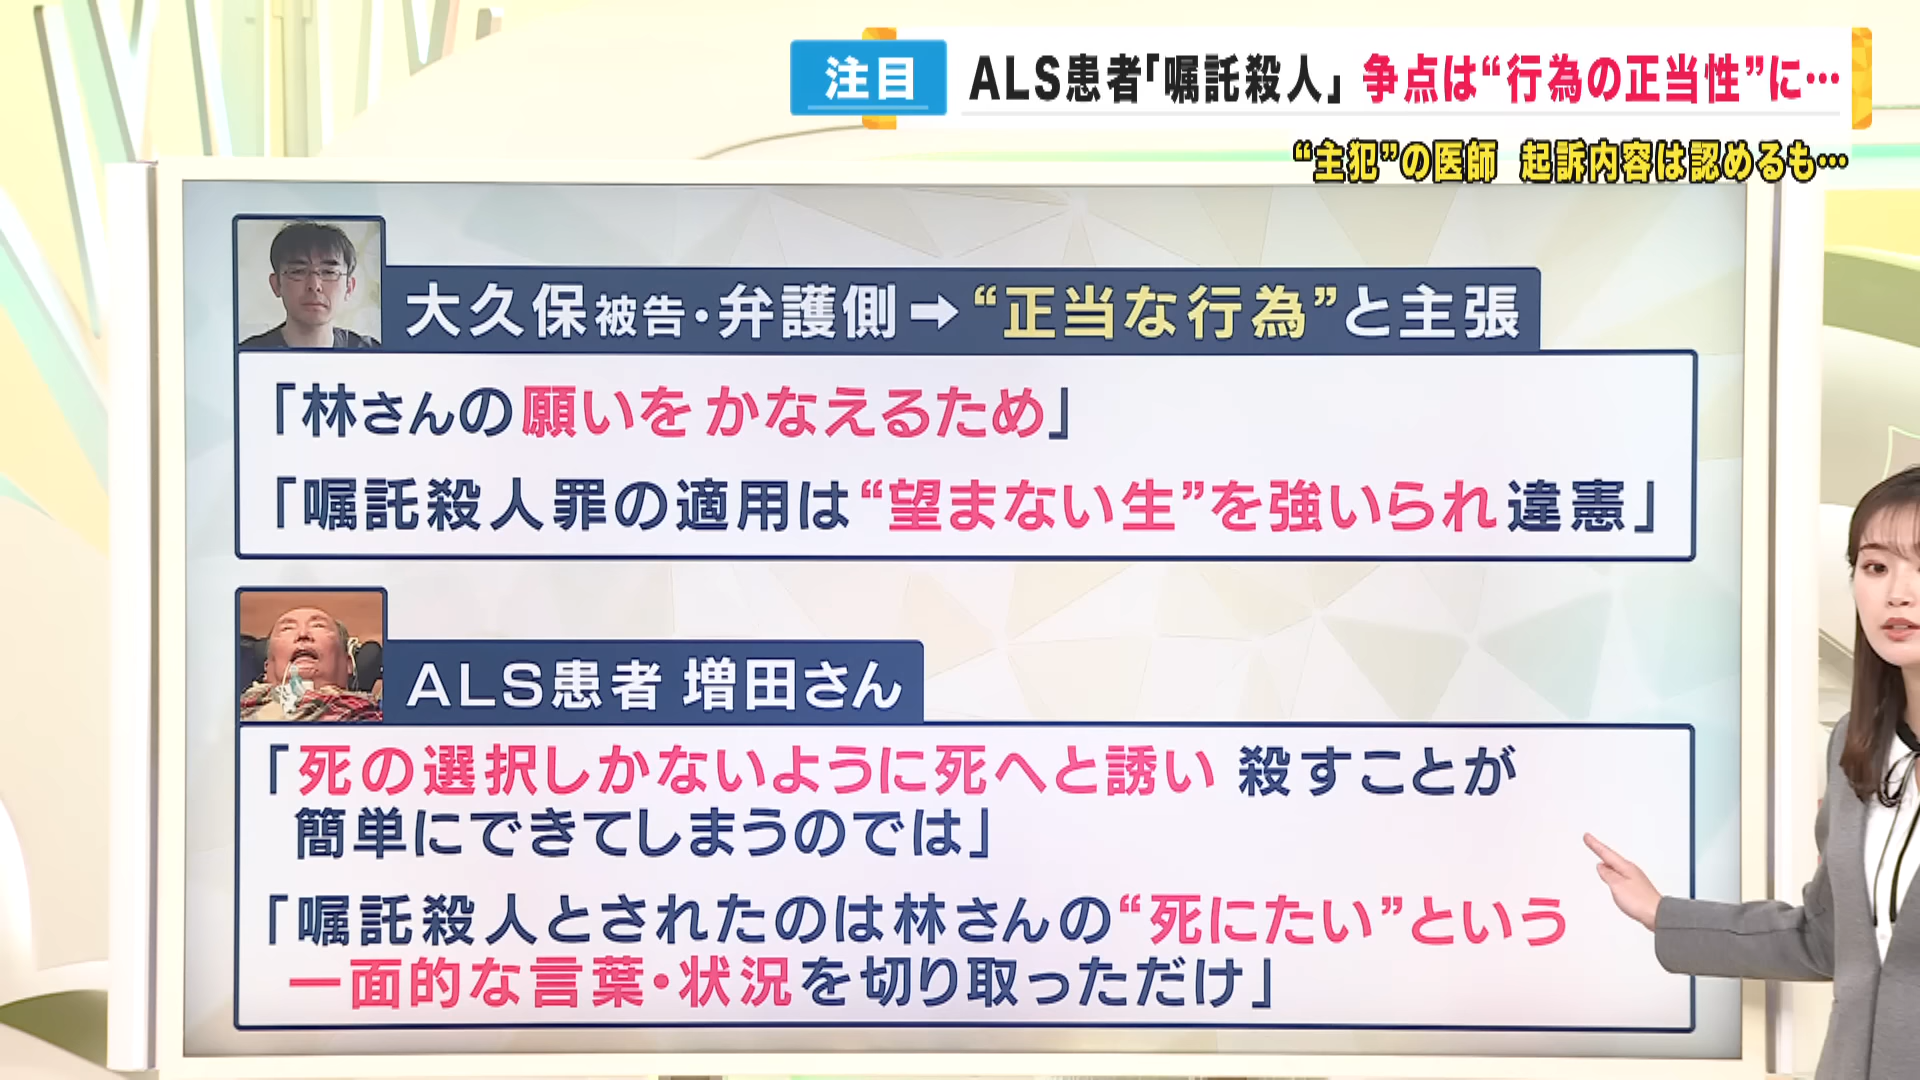 注目
ALS患者「嘱託殺人」 争点は“行為の正当性”に…
“主犯”の医師 起訴内容は認めるも…
大久保被告・弁護側➡“正当な行為”と主張
「林さんの願いを かなえるため」
「嘱託殺人罪の適用は“望まない生”を強いられ 違憲」
ALS患者 増田さん
「死の選択しかないように死へと誘い 殺すことが
簡単にできてしまうのでは」
「嘱託殺人とされたのは林さんの“死にたい”という
一面的な言葉・状況を切り取っただけ」